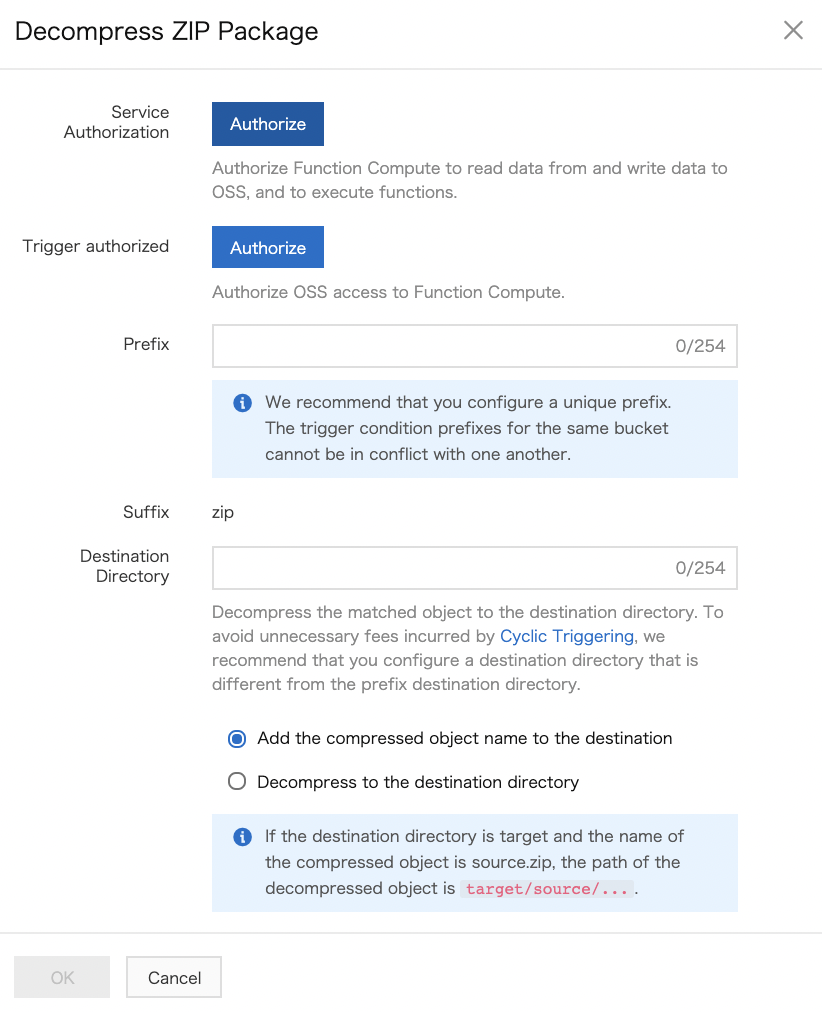 Decompress ZIP Package
Service
Authorization
Authorize
Authorize Function Compute to read data from and write data to
OSS, and to execute functions.
Trigger authorized
Authorize
Authorize OSS access to Function Compute.
Prefix
0/254
We recommend that you configure a unique prefix.
The trigger condition prefixes for the same bucket
cannot be in conflict with one another.
Suffix
zip
Destination
Directory
0/254
Decompress the matched object to the destination directory. To
avoid unnecessary fees incurred by Cyclic Triggering, we
recommend that you configure a destination directory that is
different from the prefix destination directory.
Add the compressed object name to the destination
Decompress to the destination directory
If the destination directory is target and the name of
the compressed object is source.zip, the path of the
decompressed object is target/source/... .
OK
Cancel